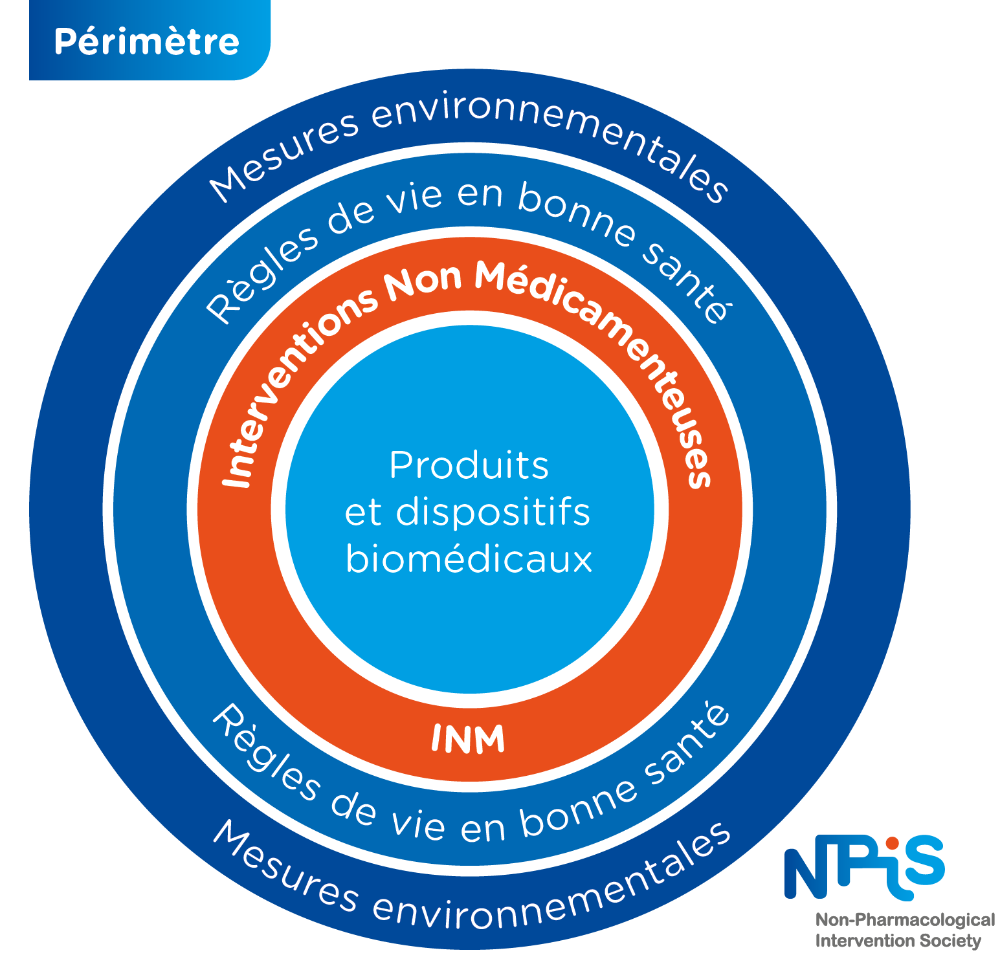 Périmètre
Mesures environnementales
Règles de vie en bonne santé
Interventions Non Médicamenteuses
Produits
et dispositifs
biomédicaux
INM
Règles de vie en bonne santé
Mesures environnementales
NPiS
Non-Pharmacological
Intervention Society